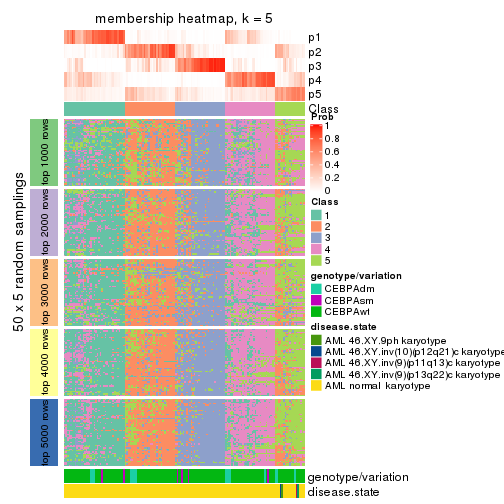 membership heatmap, k = 5
p1
p2
p3
p4
p5
Class
Prob
1
0.8
0.6
0.4
0.2
0
Class
1
2
3
4
5
genotype/variation
CEBPAdm
CEBPAsm
CEBPAwt
disease.state
AML 46.XY.9ph karyotype
AML 46.XY.inv(10)(p12q21)c karyotype
AML 46.XY.inv(9)(p11q13)c karyotype
AML 46.XY.inv(9)(p13q22)c karyotype
AML normal karyotype
50 x 5 random samplings
top 1000 rows
top 2000 rows
top 3000 rows
top 4000 rows
top 5000 rows
genotype/variation
disease.state